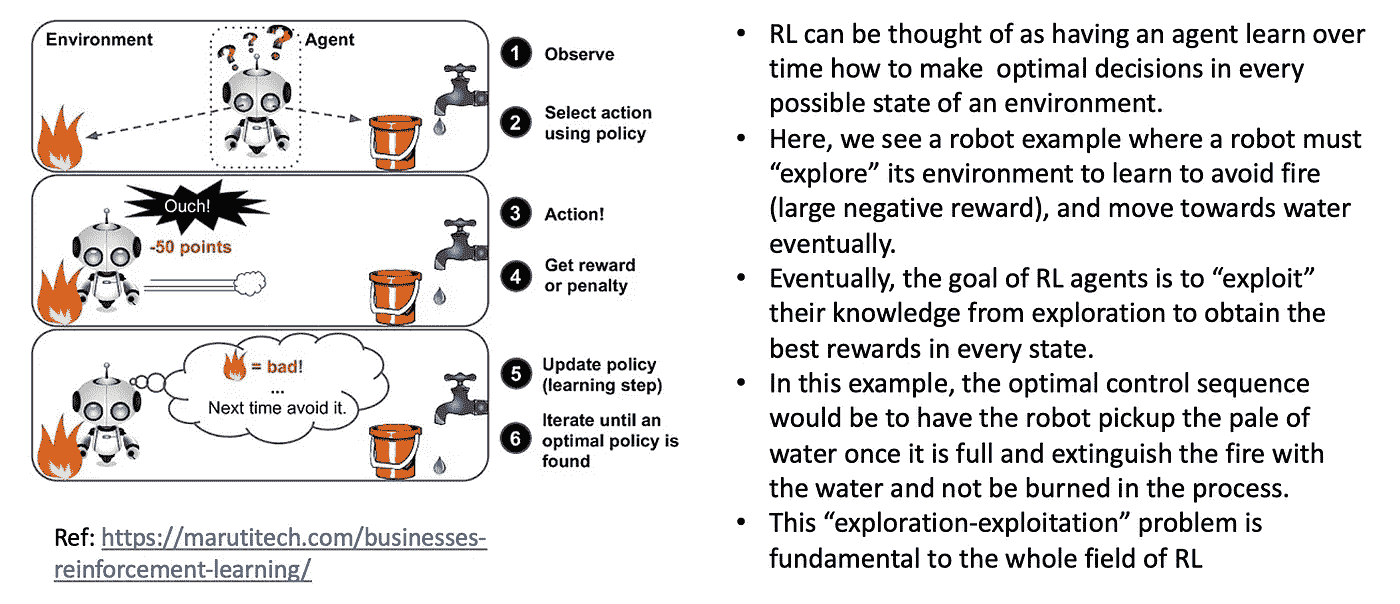 Environment
Agent
? ? ?
1 Observe
2 Select action
using policy
Ouch!
-50 points
3 Action!
4 Get reward
or penalty
= bad!
...
Next time avoid it.
5 Update policy
(learning step)
6 Iterate until an
optimal policy is
found
Ref: https://marutitech.com/businesses-
reinforcement-learning/
• RL can be thought of as having an agent learn over
time how to make optimal decisions in every
possible state of an environment.
• Here, we see a robot example where a robot must
“explore” its environment to learn to avoid fire
(large negative reward), and move towards water
eventually.
• Eventually, the goal of RL agents is to “exploit”
their knowledge from exploration to obtain the
best rewards in every state.
• In this example, the optimal control sequence
would be to have the robot pickup the pale of
water once it is full and extinguish the fire with
the water and not be burned in the process.
• This “exploration-exploitation” problem is
fundamental to the whole field of RL